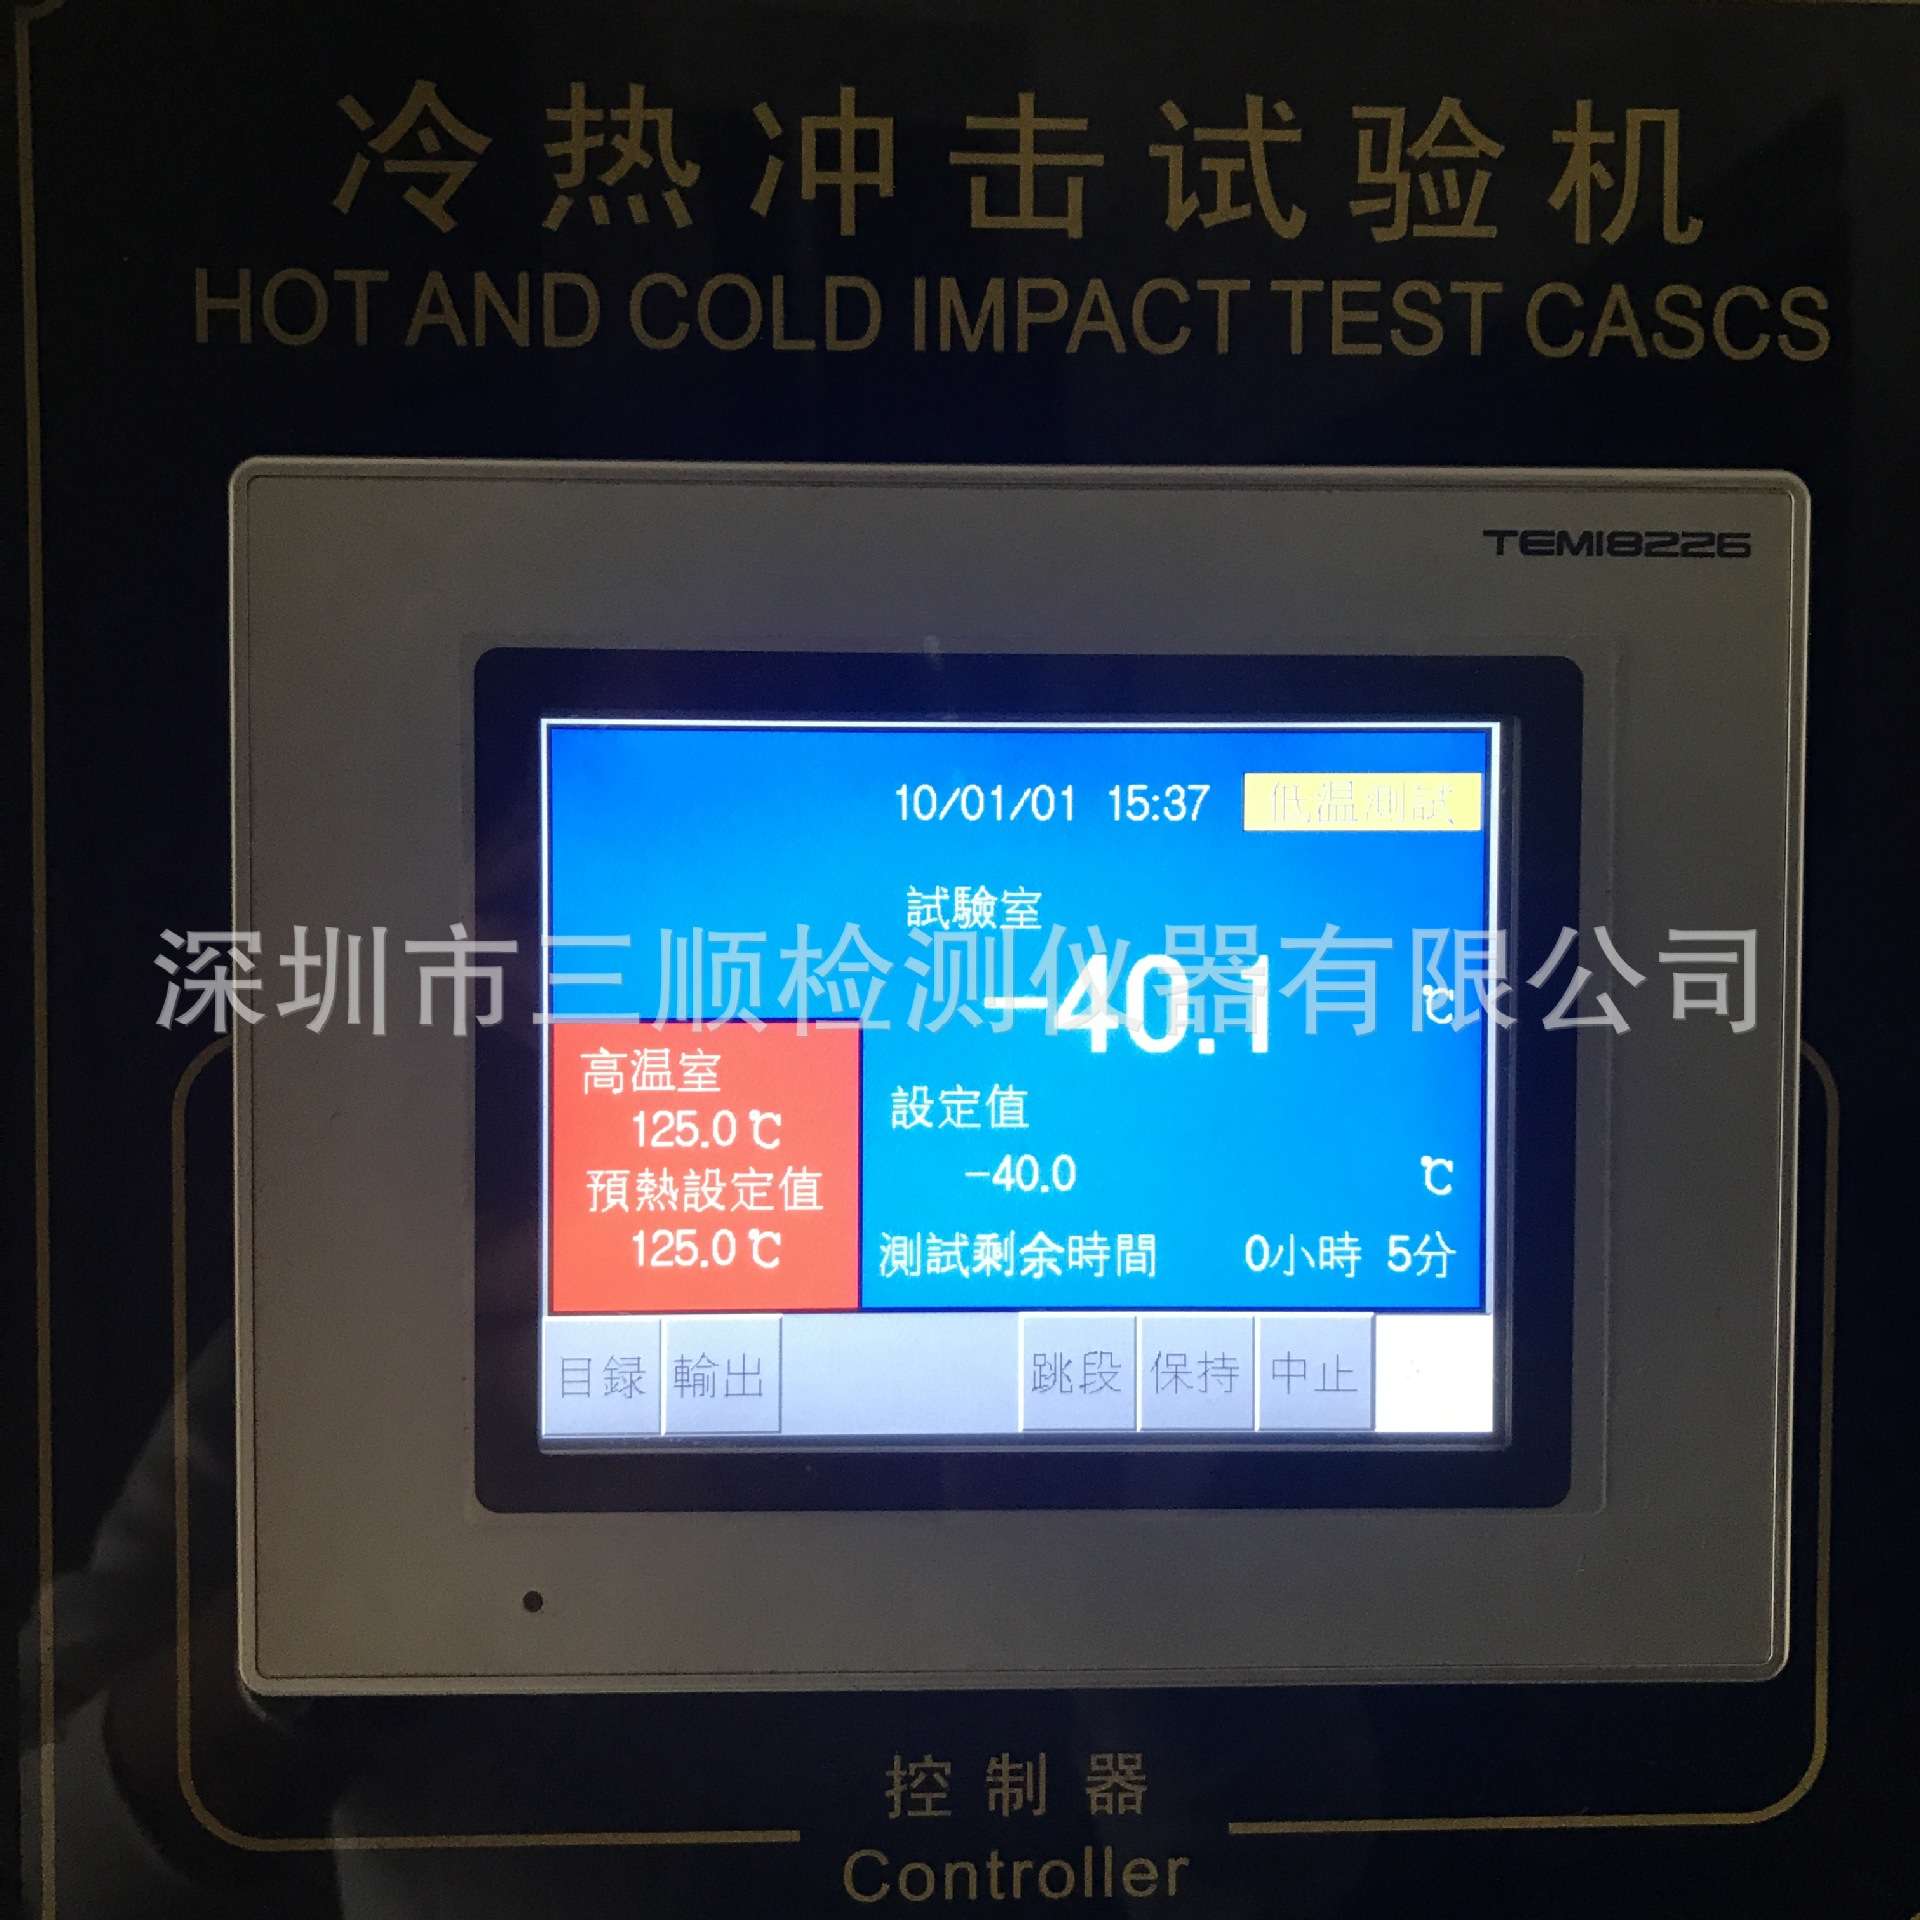 冷热冲击试验机
HOT AND COLD IMPACT TEST CASCS
TEMI8226
10/01/01 15:37 低温測試
試驗室
深圳市三顺检测仪器有限公司
-40.1 ℃
高温室
125.0℃
預熱設定值
125.0℃
設定值
-40.0 ℃
測試剩余時間 0小時 5分
目録 輸出 跳段 保持 中止
控制器
Controller